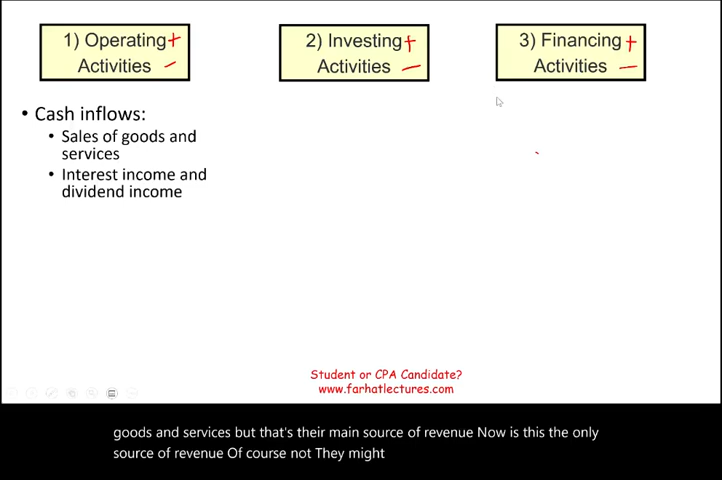 1) Operating +
Activities −
2) Investing +
Activities −
3) Financing +
Activities −
• Cash inflows:
• Sales of goods and
services
• Interest income and
dividend income
Student or CPA Candidate?
www.farhatlectures.com
goods and services but that's their main source of revenue Now is this the only
source of revenue Of course not They might